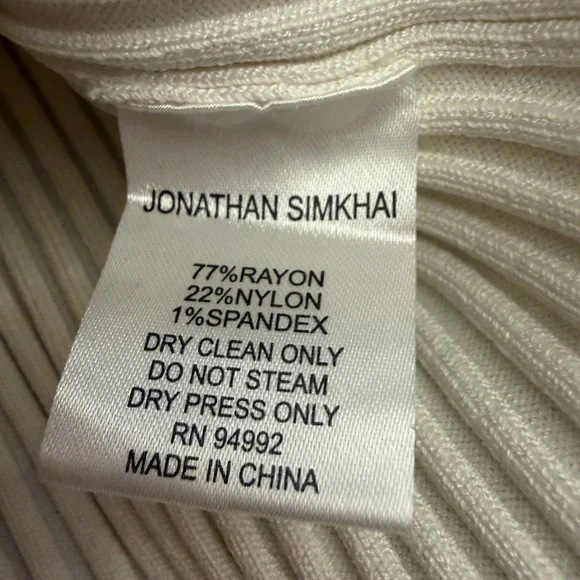 JONATHAN SIMKHAI
77%RAYON
22%NYLON
1%SPANDEX
DRY CLEAN ONLY
DO NOT STEAM
DRY PRESS ONLY
RN 94992
MADE IN CHINA